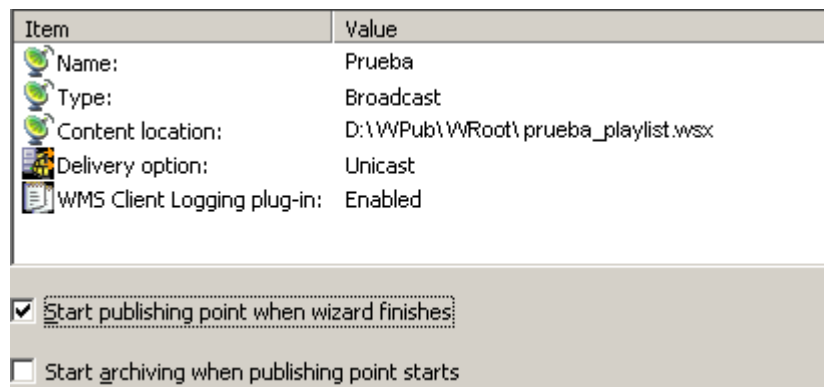 Item Value
Name: Prueba
Type: Broadcast
Content location: D:\WPub\WRoot\prueba_playlist.wsx
Delivery option: Unicast
WMS Client Logging plug-in: Enabled
Start publishing point when wizard finishes
Start archiving when publishing point starts